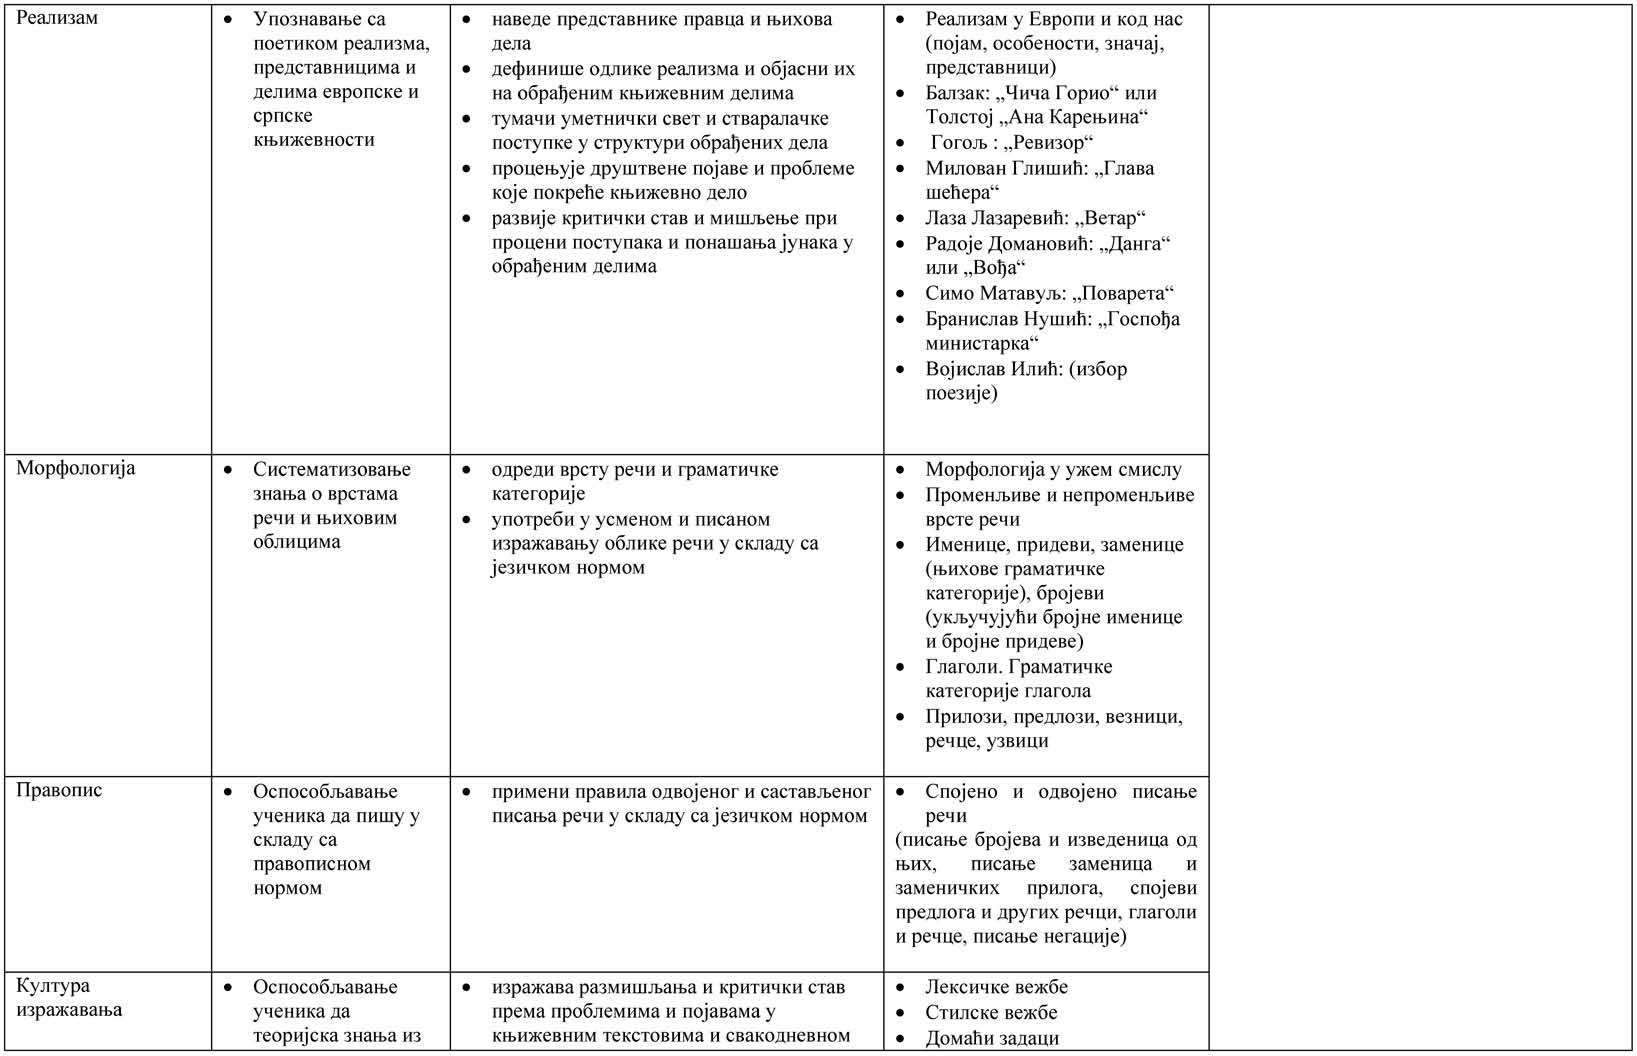 Реализам
• Упознавање са
поетиком реализма,
представницима и
делима европске и
српске
књижевности
• наведе представнике правца и њихова
дела
• дефинише одлике реализма и објасни их
на обрађеним књижевним делима
• тумачи уметнички свет и стваралачке
поступке у структури обрађених дела
• процењује друштвене појаве и проблеме
које покреће књижевно дело
• развије критички став и мишљење при
процени поступака и понашања јунака у
обрађеним делима
• Реализам у Европи и код нас
(појам, особености, значај,
представници)
• Балзак: „Чича Горио“ или
Толстој „Ана Карењина“
• Гогољ : „Ревизор“
• Милован Глишић: „Глава
шећера“
• Лаза Лазаревић: „Ветар“
• Радоје Домановић: „Данга“
или „Вођа“
• Симо Матавуљ: „Поварета“
• Бранислав Нушић: „Госпођа
министарка“
• Војислав Илић: (избор
поезије)
Морфологија
• Систематизовање
знања о врстама
речи и њиховим
облицима
• одреди врсту речи и граматичке
категорије
• употреби у усменом и писаном
изражавању облике речи у складу са
језичком нормом
• Морфологија у ужем смислу
• Променљиве и непроменљиве
врсте речи
• Именице, придеви, заменице
(њихове граматичке
категорије), бројеви
(укључујући бројне именице
и бројне придеве)
• Глаголи. Граматичке
категорије глагола
• Прилози, предлози, везници,
речце, узвици
Правопис
• Оспособљавање
ученика да пишу у
складу са
правописном
нормом
• примени правила одвојеног и састављеног
писања речи у складу са језичком нормом
• Спојено и одвојено писање
речи
(писање бројева и изведеница од
њих, писање заменица и
заменичких прилога, спојеви
предлога и других речци, глаголи
и речце, писање негације)
Култура
изражавања
• Оспособљавање
ученика да
теоријска знања из
• изражава размишљања и критички став
према проблемима и појавама у
књижевним текстовима и свакодневном
• Лексичке вежбе
• Стилске вежбе
• Домаћи задаци